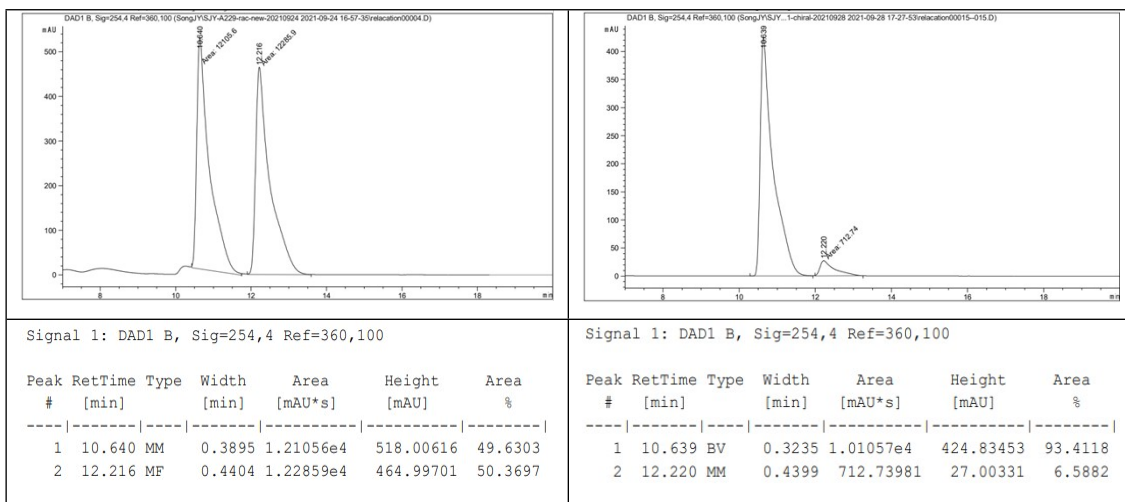 DAD1 B, Sig=254,4 Ref=360,100 (SongJY\SJY-A229-rac-new-20210924 2021-09-24 16-57-35\relacation00004.D)
mAU
500
400
300
200
100
0
10.640
Area: 12105.6
12.216
Area: 12285.9
8
10
12
14
16
18
min
DAD1 B, Sig=254,4 Ref=360,100 (SongJY\SJY...1-chiral-20210928 2021-09-28 17-27-53\relacation00015--015.D)
mAU
400
350
300
250
200
150
100
50
0
10.639
12.220
Area: 712.74
8
10
12
14
16
18
min
Signal 1: DAD1 B, Sig=254,4 Ref=360,100
Peak RetTime Type Width Area Height Area
# [min] [min] [mAU*s] [mAU] %
----|-------|----|-------|----------|----------|--------|
1 10.640 MM 0.3895 1.21056e4 518.00616 49.6303
2 12.216 MF 0.4404 1.22859e4 464.99701 50.3697
Signal 1: DAD1 B, Sig=254,4 Ref=360,100
Peak RetTime Type Width Area Height Area
# [min] [min] [mAU*s] [mAU] %
----|-------|----|-------|----------|----------|--------|
1 10.639 BV 0.3235 1.01057e4 424.83453 93.4118
2 12.220 MM 0.4399 712.73981 27.00331 6.5882